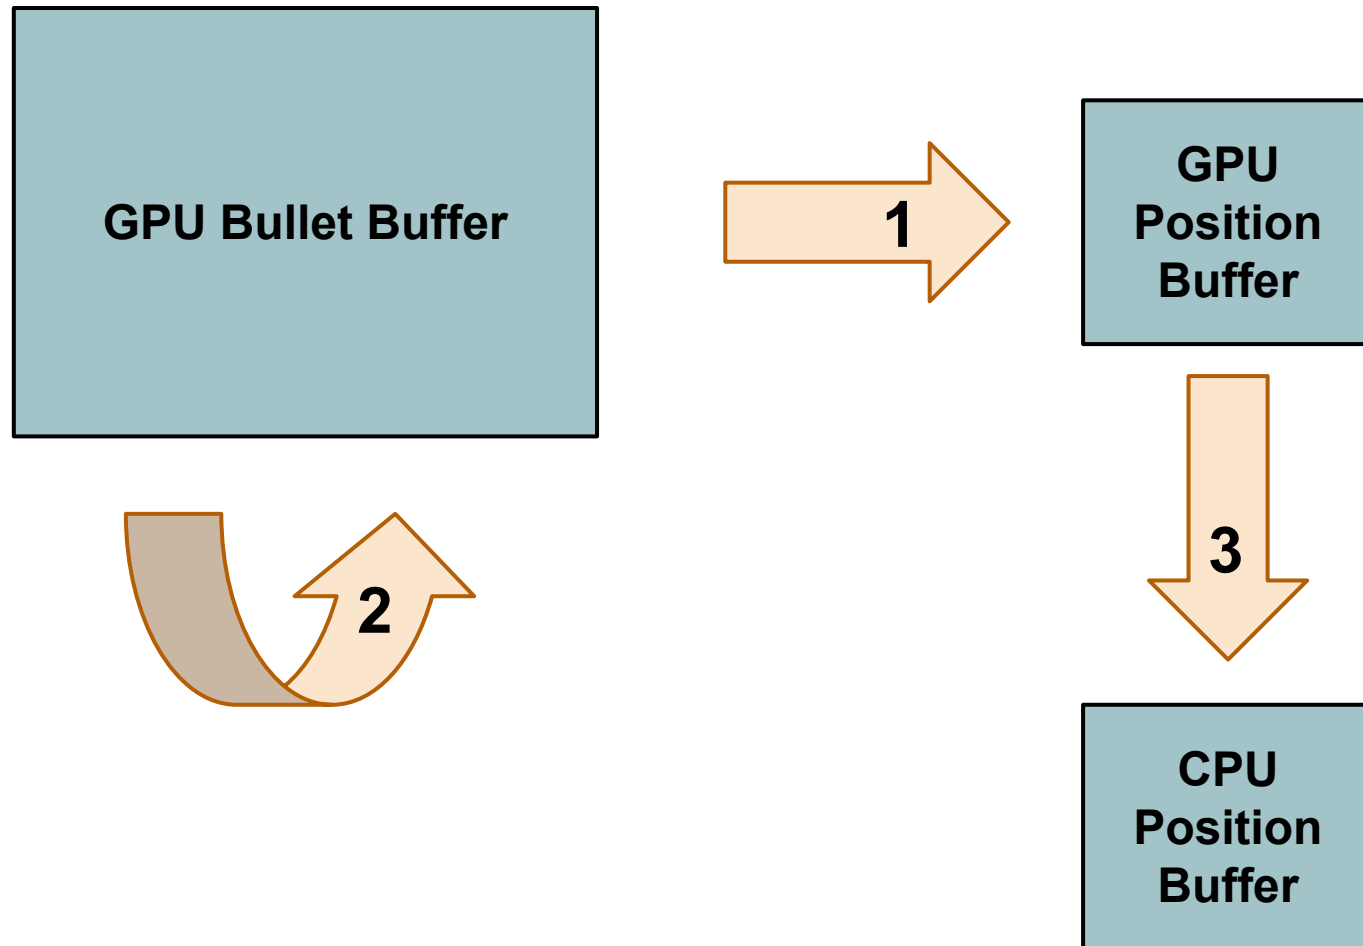 GPU Bullet Buffer
1
GPU
Position
Buffer
2
3
CPU
Position
Buffer